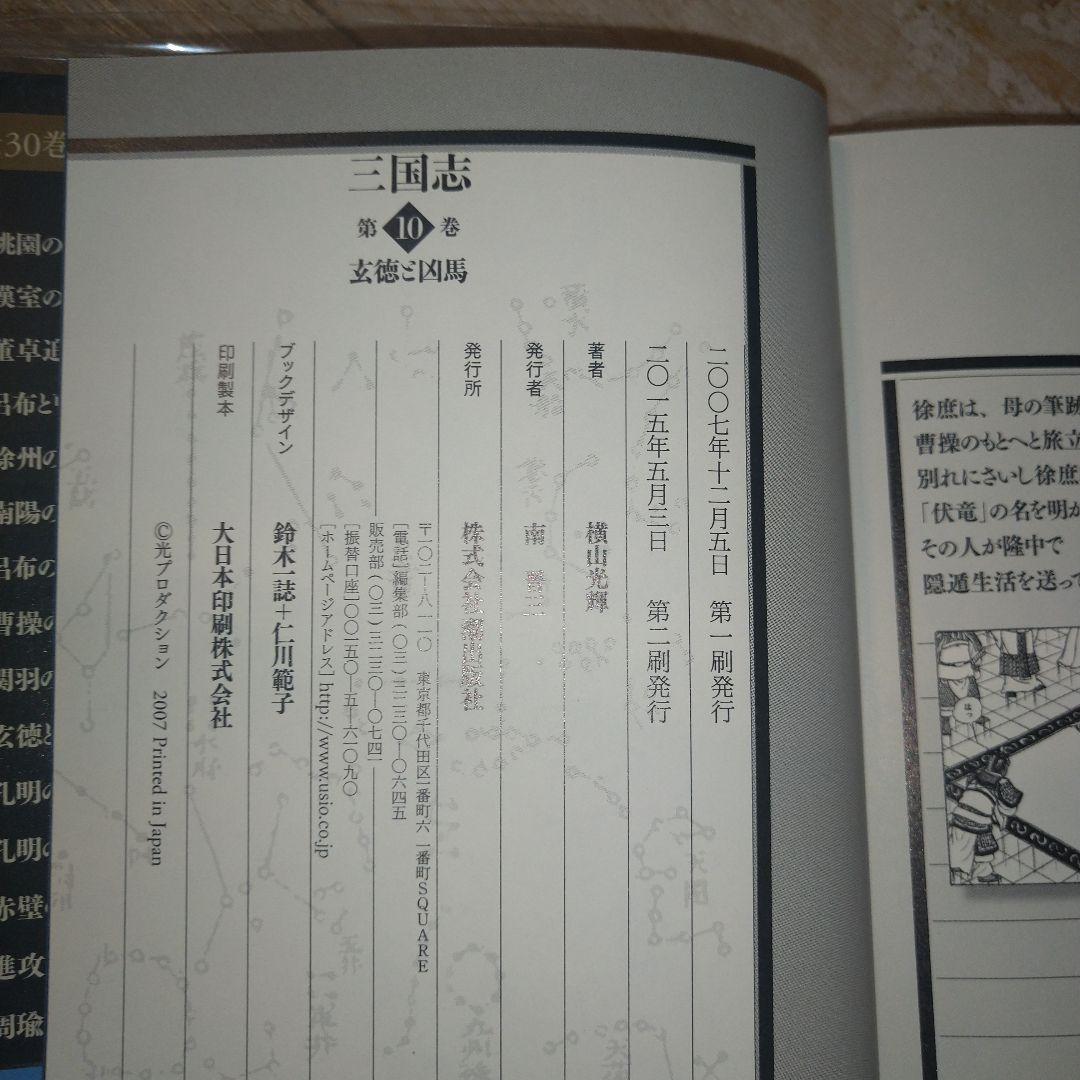 三国志
第10巻
玄徳と凶馬
二〇〇七年十二月五日 第一刷発行
二〇一五年五月三日 第二刷発行
著者 横山光輝
発行者 南
発行所 株式会社
〒一〇二-八一一〇 東京都千代田区一番町六 一番町SQUARE
[電話]編集部(〇三)三二三〇-〇六四五
販売部(〇三)三二三〇-〇七四一
[振替口座]〇〇一五〇-五-六一〇九〇
[ホームページアドレス]http://www.usio.co.jp
ブックデザイン 鈴木一誌+仁川範子
印刷製本 大日本印刷株式会社
©光プロダクション 2007 Printed in Japan
徐庶は、母の筆跡
曹操のもとへと旅立
別れにさいし徐庶
「伏竜」の名を明か
その人が隆中で
隠遁生活を送って
はっ
30巻
桃園の
漢室の
董卓追
呂布と
徐州の
南陽の
呂布の
曹操の
関羽の
玄徳と
孔明の
孔明の
赤壁
進攻
周瑜